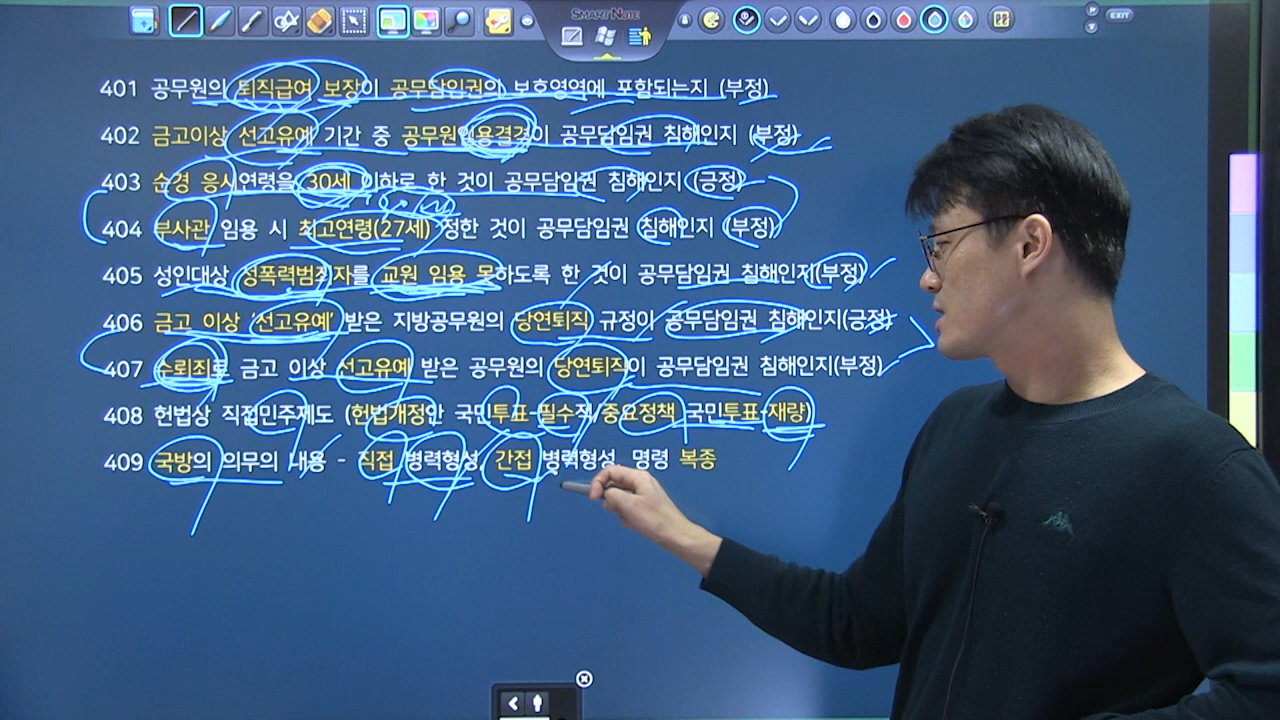 SMARTNOTE
EXIT
401 공무원의 퇴직급여 보장이 공무담임권의 보호영역에 포함되는지 (부정)
402 금고이상 선고유예 기간 중 공무원임용결격이 공무담임권 침해인지 (부정)
403 순경 응시연령을 30세 이하로 한 것이 공무담임권 침해인지 (긍정)
404 부사관 임용 시 최고연령(27세) 정한 것이 공무담임권 침해인지 (부정)
405 성인대상 성폭력범죄자를 교원 임용 못하도록 한 것이 공무담임권 침해인지(부정)
406 금고 이상 '선고유예' 받은 지방공무원의 당연퇴직 규정이 공무담임권 침해인지(긍정)
407 수뢰죄로 금고 이상 선고유예 받은 공무원의 당연퇴직이 공무담임권 침해인지(부정)
408 헌법상 직접민주제도 (헌법개정안 국민투표-필수적/중요정책 국민투표-재량)
409 국방의 의무의 내용 - 직접 병력형성, 간접 병력형성, 명령 복종